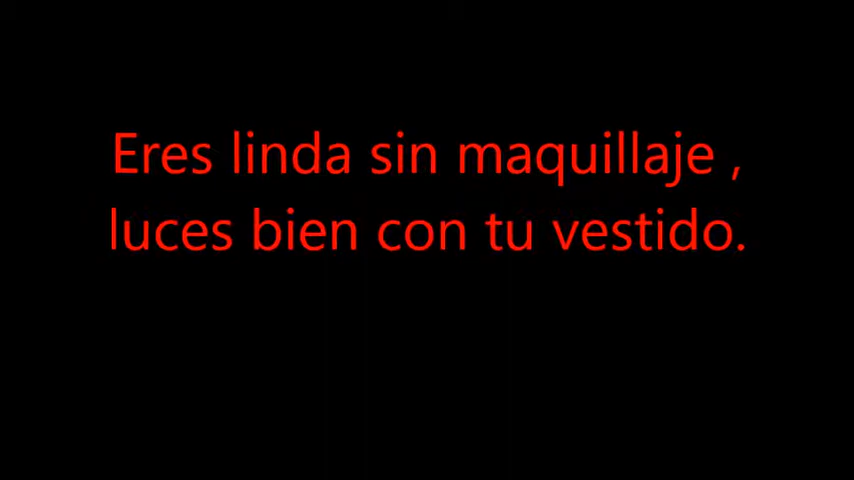 Eres linda sin maquillaje ,
luces bien con tu vestido.